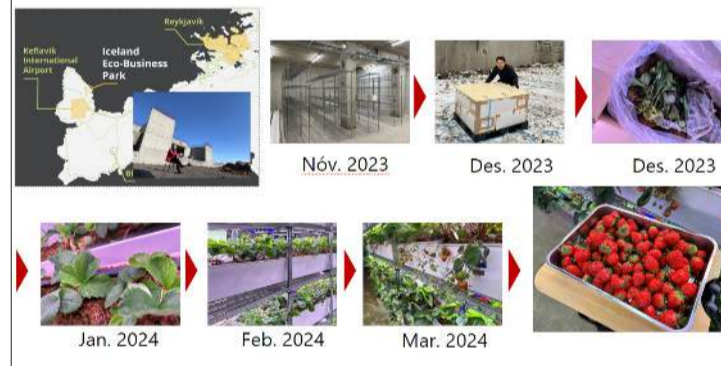 Reykjavik
Keflavik
International
Airport
Iceland
Eco-Business
Park
Bl
Nóv. 2023
Des. 2023
Des. 2023
Jan. 2024
Feb. 2024
Mar. 2024